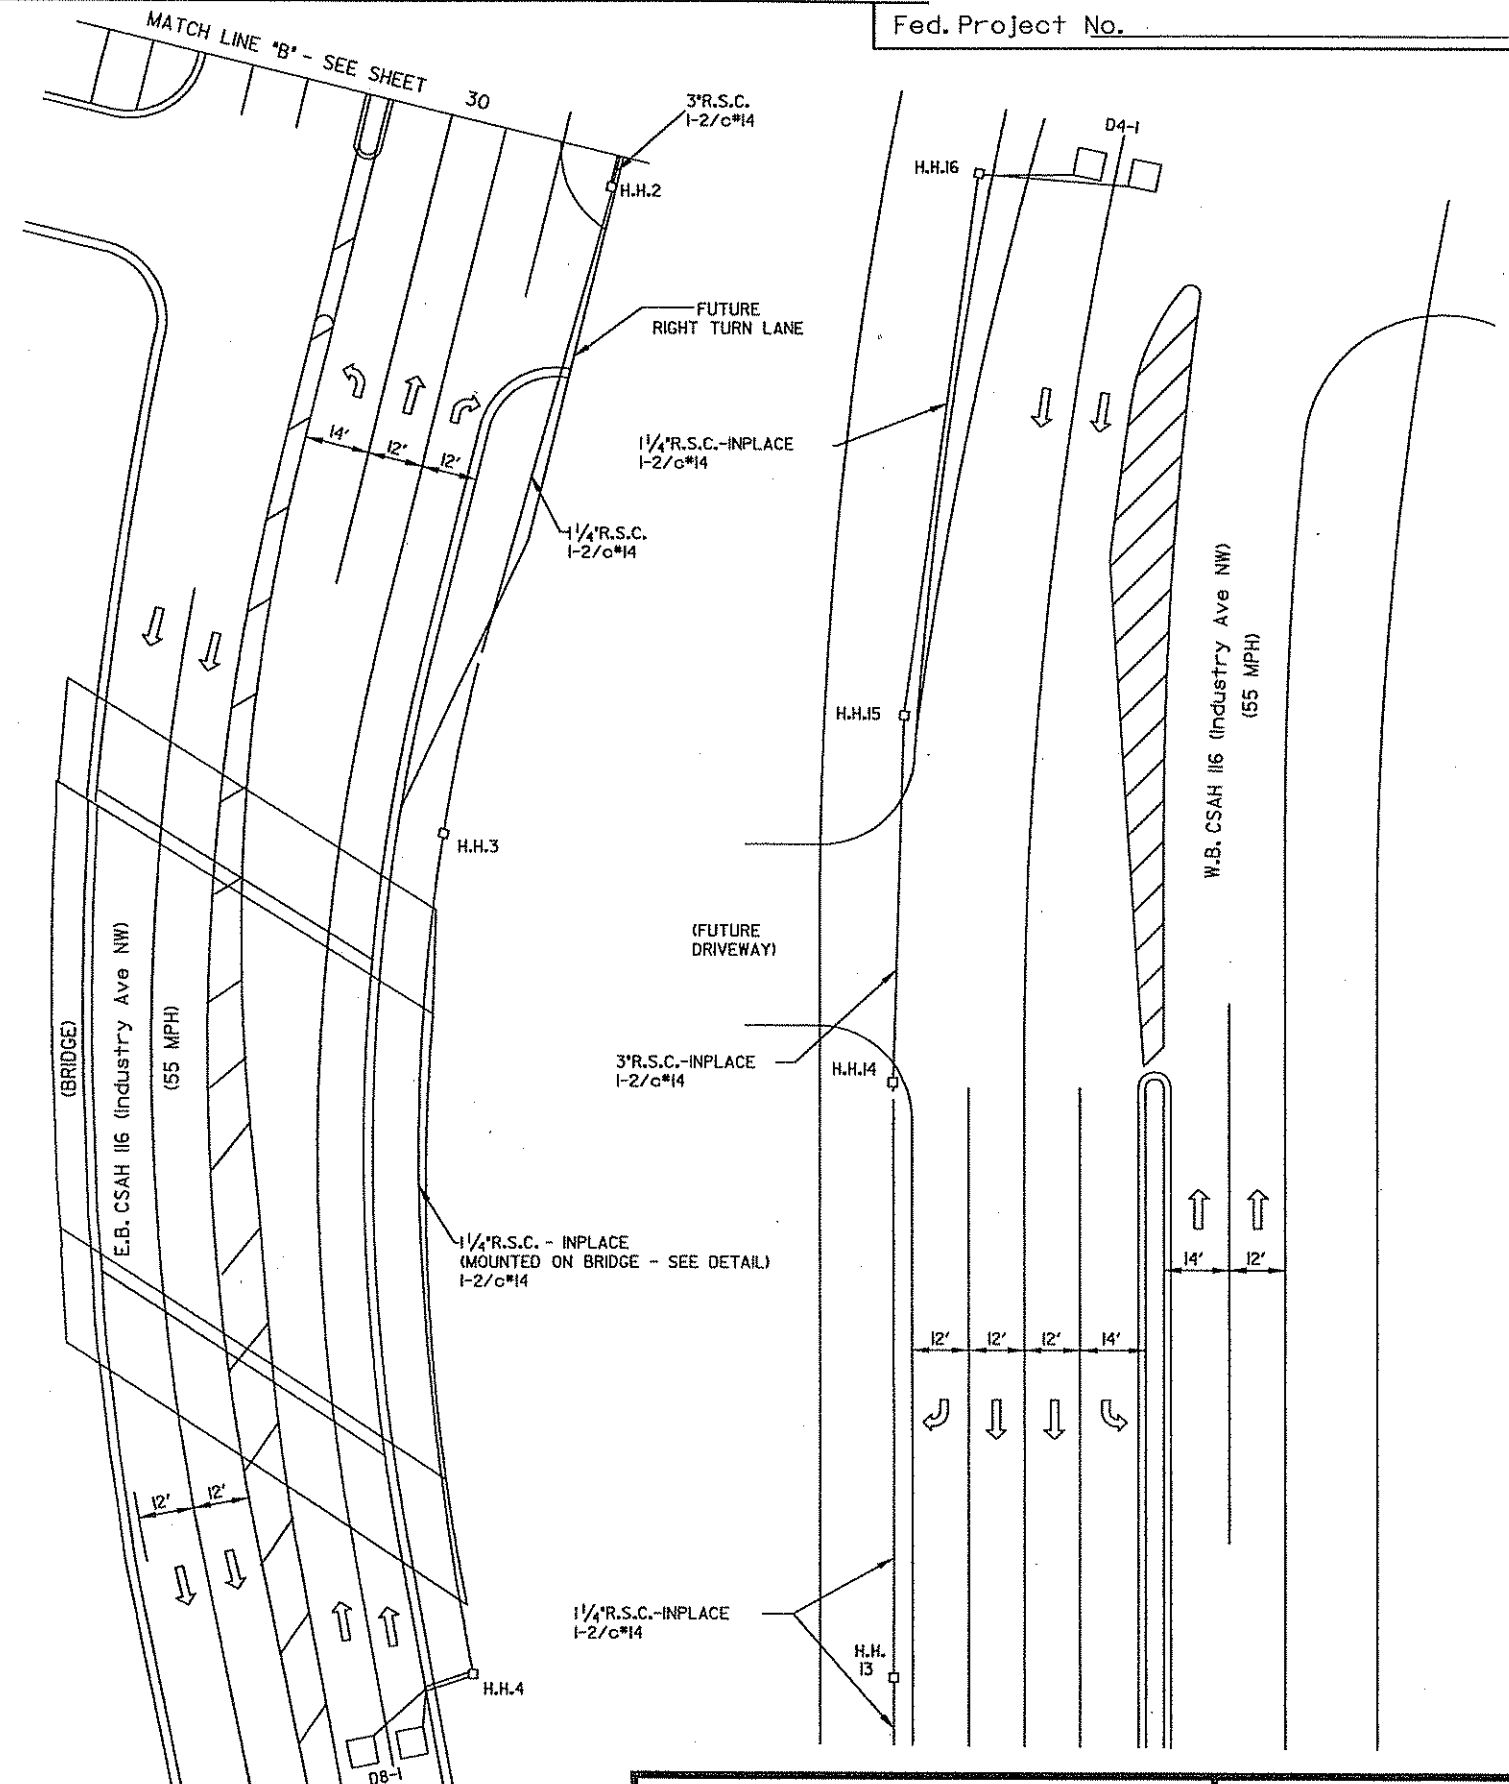 Fed. Project No.
MATCH LINE "B" - SEE SHEET 30
3"R.S.C.
1-2/c#14
H.H.2
FUTURE
RIGHT TURN LANE
14'
12'
12'
1 1/4"R.S.C.
1-2/c#14
H.H.3
(BRIDGE)
E.B. CSAH 116 (Industry Ave NW)
(55 MPH)
1 1/4"R.S.C. - INPLACE
(MOUNTED ON BRIDGE - SEE DETAIL)
1-2/c#14
12'
12'
H.H.4
D8-1
D4-1
H.H.16
1 1/4"R.S.C.-INPLACE
1-2/c#14
H.H.15
W.B. CSAH 116 (Industry Ave NW)
(55 MPH)
(FUTURE
DRIVEWAY)
3"R.S.C.-INPLACE
1-2/c#14
H.H.14
14'
12'
12'
12'
12'
14'
1 1/4"R.S.C.-INPLACE
1-2/c#14
H.H.
13